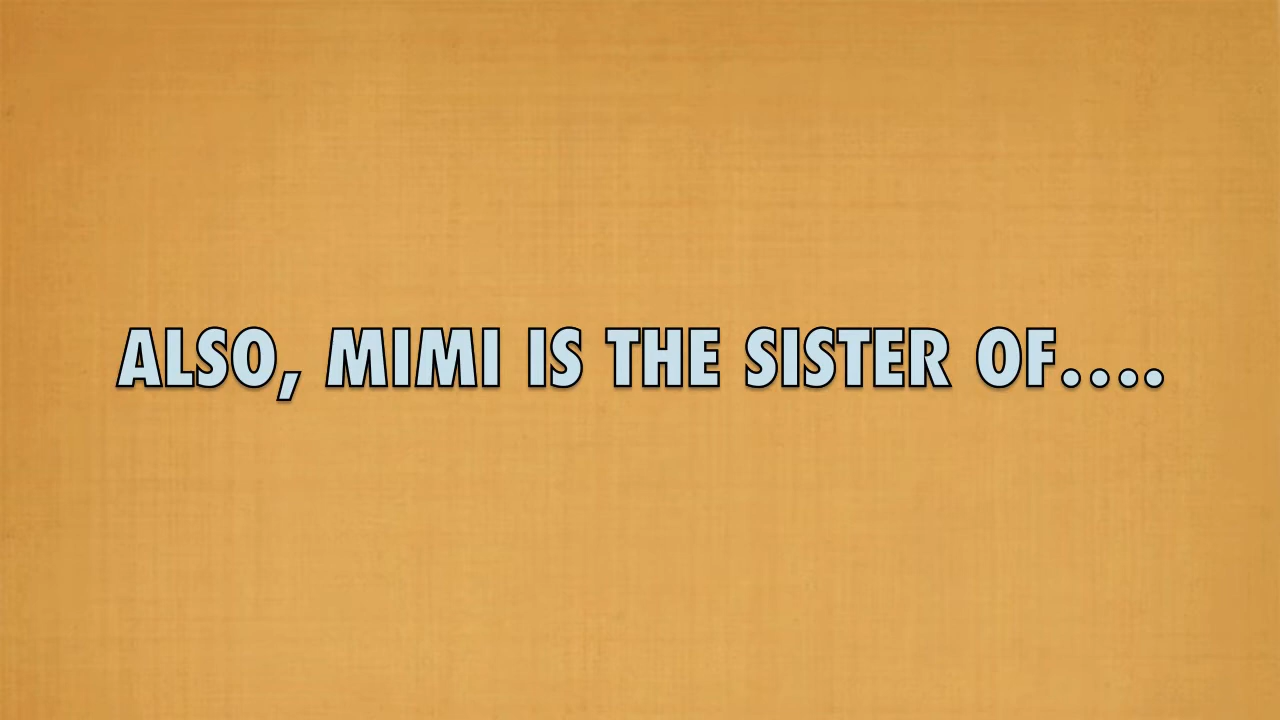 ALSO, MIMI IS THE SISTER OF....